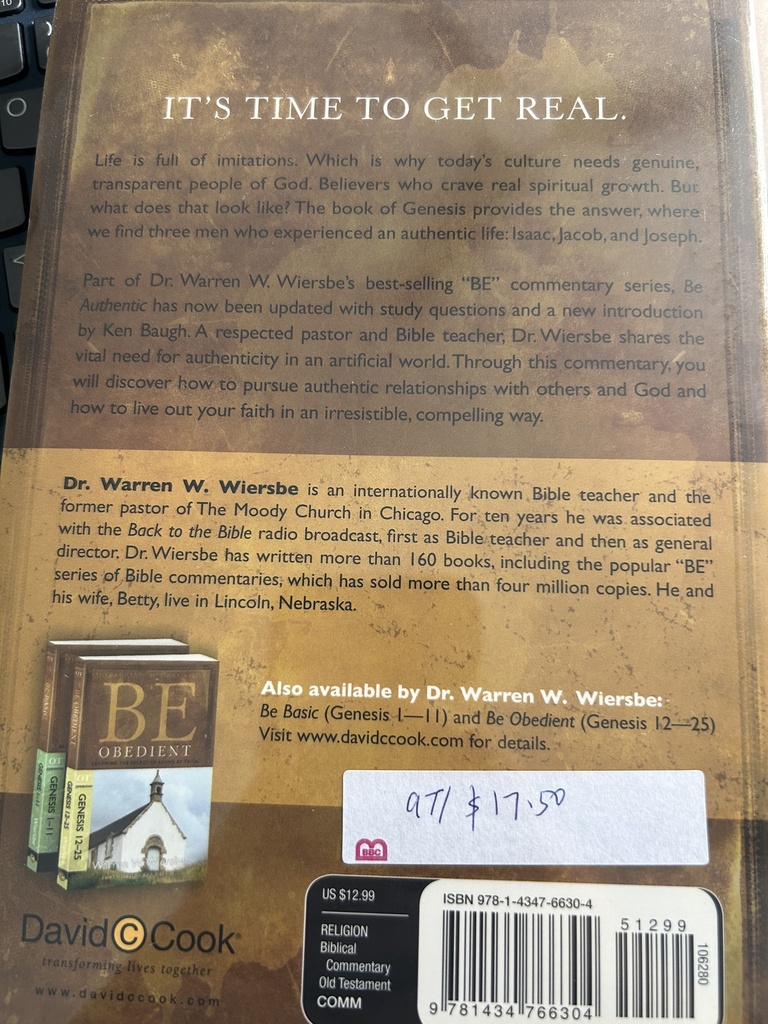 IT'S TIME TO GET REAL.
Life is full of imitations. Which is why today's culture needs genuine,
transparent people of God. Believers who crave real spiritual growth. But
what does that look like? The book of Genesis provides the answer, where
we find three men who experienced an authentic life: Isaac, Jacob, and Joseph.
Part of Dr. Warren W. Wiersbe's best-selling "BE" commentary series, Be
Authentic has now been updated with study questions and a new introduction
by Ken Baugh. A respected pastor and Bible teacher, Dr. Wiersbe shares the
vital need for authenticity in an artificial world. Through this commentary, you
will discover how to pursue authentic relationships with others and God and
how to live out your faith in an irresistible, compelling way.
Dr. Warren W. Wiersbe is an internationally known Bible teacher and the
former pastor of The Moody Church in Chicago. For ten years he was associated
with the Back to the Bible radio broadcast, first as Bible teacher and then as general
director. Dr. Wiersbe has written more than 160 books, including the popular "BE"
series of Bible commentaries, which has sold more than four million copies. He and
his wife, Betty, live in Lincoln, Nebraska.
BE
OBEDIENT
BE BASIC
BE OBEDIENT
GENESIS 1-11
GENESIS 12-25
Also available by Dr. Warren W. Wiersbe:
Be Basic (Genesis 1—11) and Be Obedient (Genesis 12—25)
Visit www.davidccook.com for details.
$17.50
BBC
David C Cook®
transforming lives together
www.davidccook.com
US $12.99
RELIGION
Biblical
Commentary
Old Testament
COMM
ISBN 978-1-4347-6630-4
51299
9 781434 766304
106280